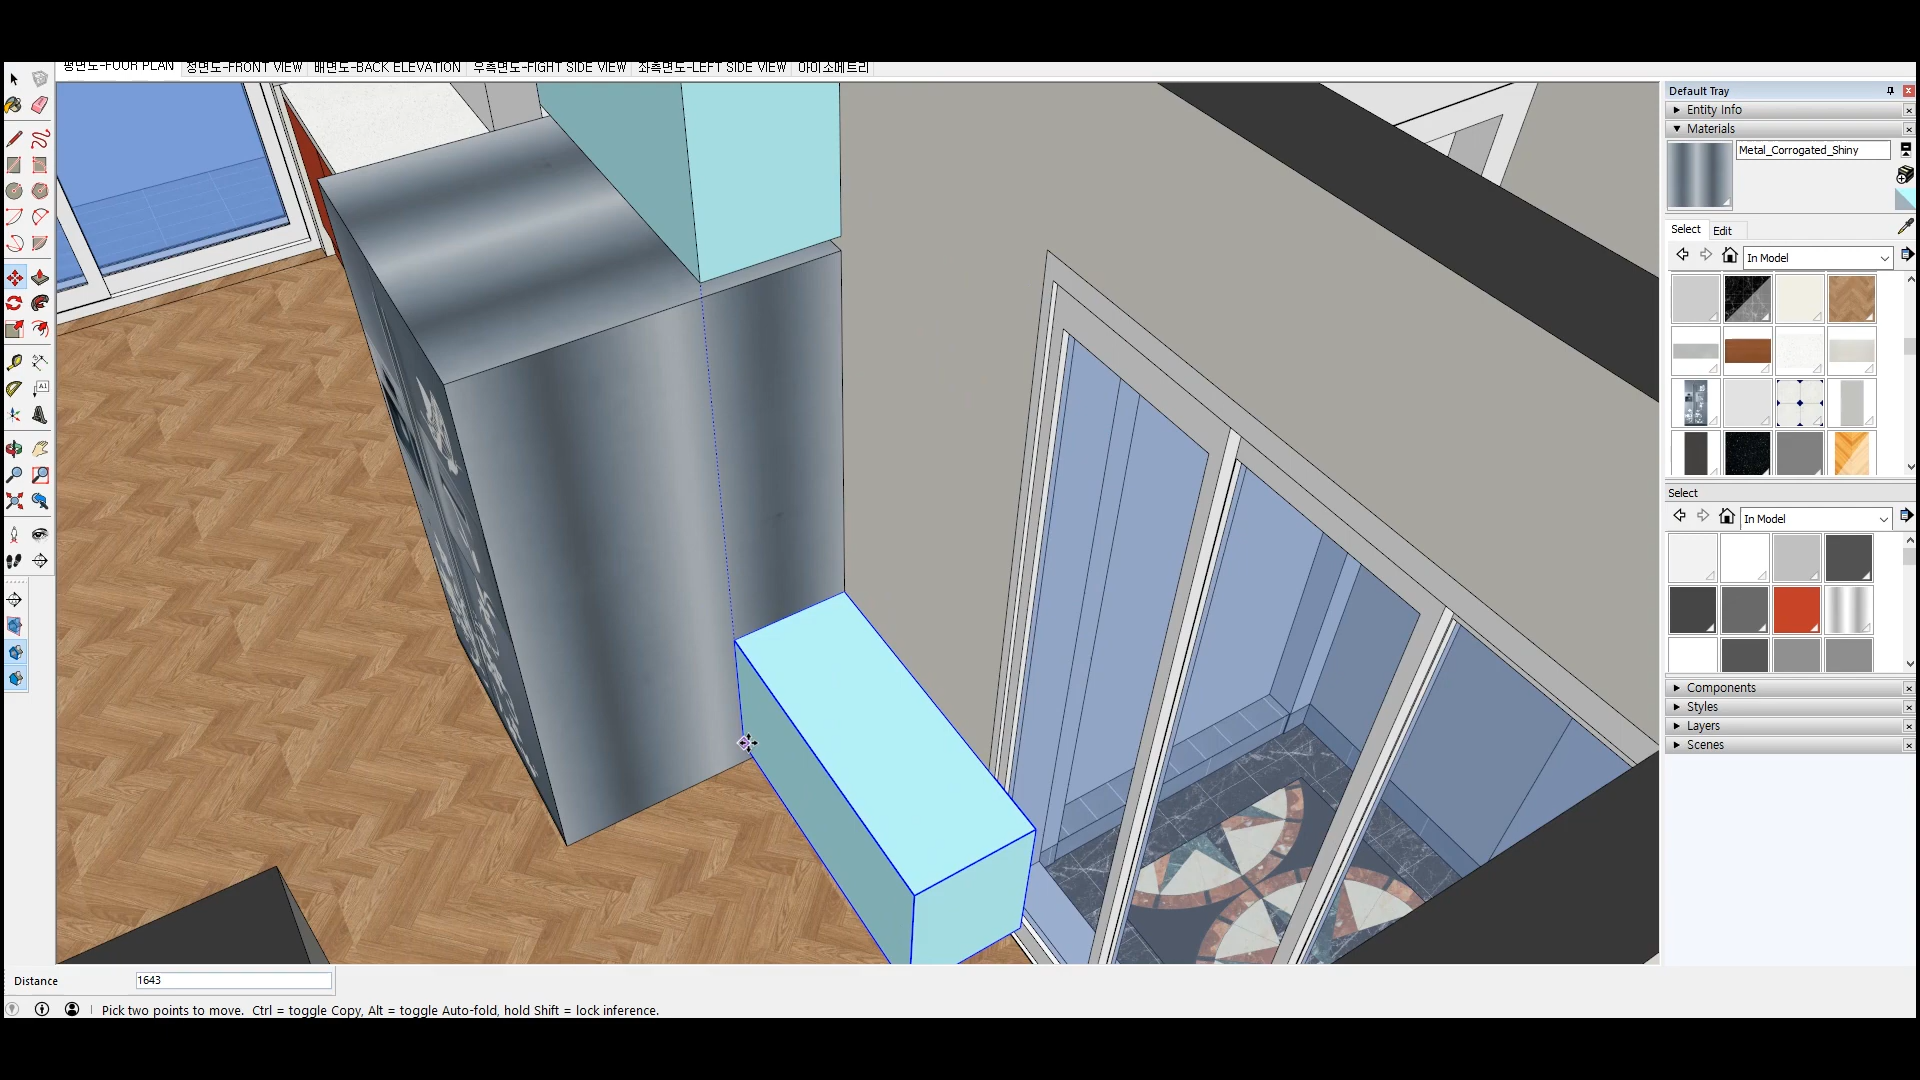 평면도-FOUR PLAN 정면도-FRONT VIEW 배면도-BACK ELEVATION 우측면도-FIGHT SIDE VIEW 좌측면도-LEFT SIDE VIEW 아이소메트리
Default Tray
Entity Info
Materials
Metal_Corrogated_Shiny
Select Edit
In Model
A1
Select
In Model
Components
Styles
Layers
Scenes
Distance 1643
Pick two points to move. Ctrl = toggle Copy, Alt = toggle Auto-fold, hold Shift = lock inference.